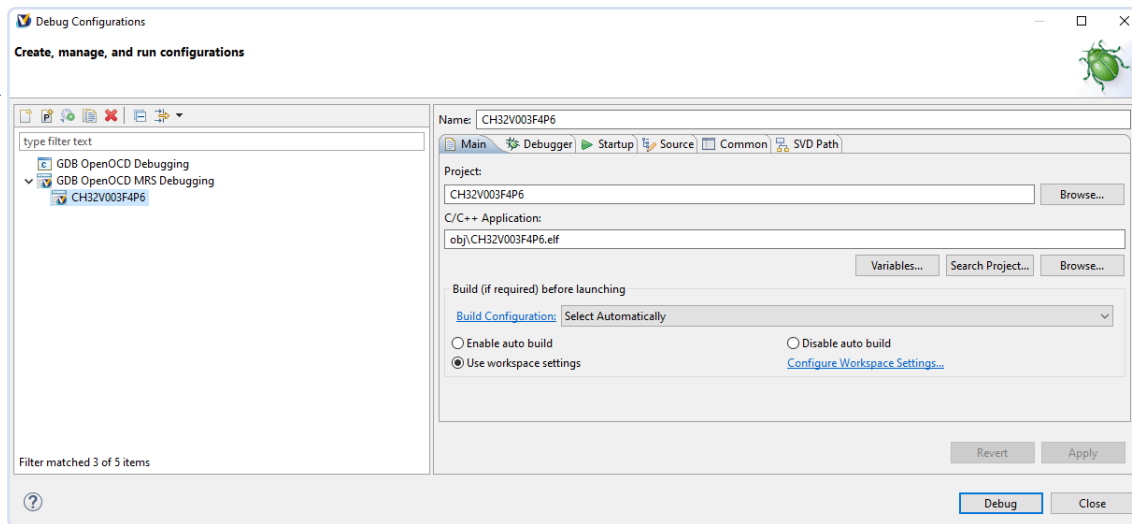 Debug Configurations
Create, manage, and run configurations
type filter text
GDB OpenOCD Debugging
GDB OpenOCD MRS Debugging
CH32V003F4P6
Filter matched 3 of 5 items
Name: CH32V003F4P6
Main Debugger Startup Source Common SVD Path
Project:
CH32V003F4P6 Browse...
C/C++ Application:
obj\CH32V003F4P6.elf
Variables... Search Project... Browse...
Build (if required) before launching
Build Configuration: Select Automatically
Enable auto build Disable auto build
Use workspace settings Configure Workspace Settings...
Revert Apply
Debug Close